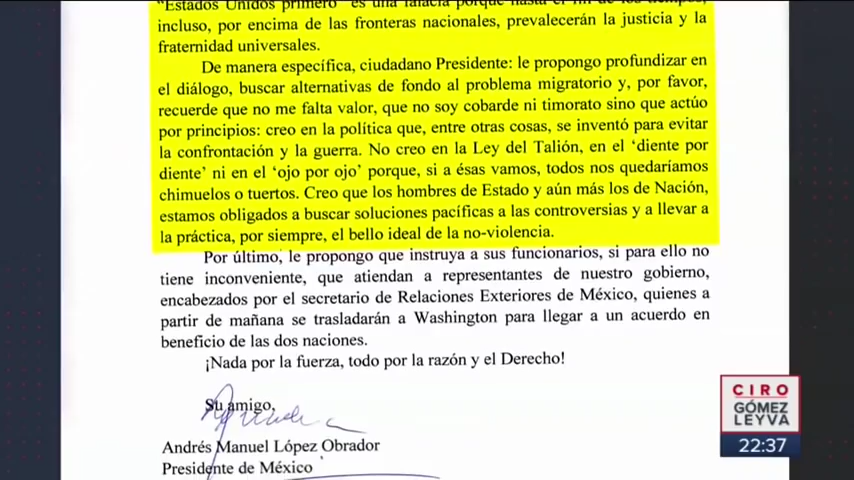 "Estados Unidos primero" es una falacia porque hasta el fin de los tiempos,
incluso, por encima de las fronteras nacionales, prevalecerán la justicia y la
fraternidad universales.
De manera específica, ciudadano Presidente: le propongo profundizar en
el diálogo, buscar alternativas de fondo al problema migratorio y, por favor,
recuerde que no me falta valor, que no soy cobarde ni timorato sino que actúo
por principios: creo en la política que, entre otras cosas, se inventó para evitar
la confrontación y la guerra. No creo en la Ley del Talión, en el ‘diente por
diente’ ni en el ‘ojo por ojo’ porque, si a ésas vamos, todos nos quedaríamos
chimuelos o tuertos. Creo que los hombres de Estado y aún más los de Nación,
estamos obligados a buscar soluciones pacíficas a las controversias y a llevar a
la práctica, por siempre, el bello ideal de la no-violencia.
Por último, le propongo que instruya a sus funcionarios, si para ello no
tiene inconveniente, que atiendan a representantes de nuestro gobierno,
encabezados por el secretario de Relaciones Exteriores de México, quienes a
partir de mañana se trasladarán a Washington para llegar a un acuerdo en
beneficio de las dos naciones.
¡Nada por la fuerza, todo por la razón y el Derecho!
Su amigo,
Andrés Manuel López Obrador
Presidente de México
CIRO
GÓMEZ
LEYVA
22:37